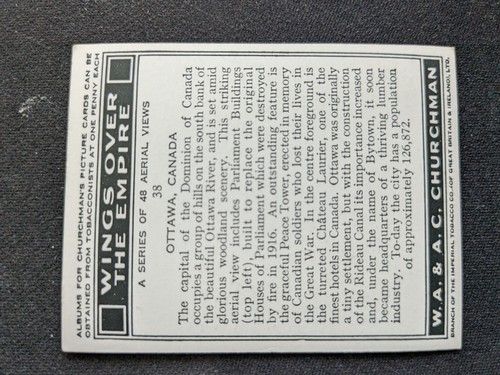 ALBUMS FOR CHURCHMAN'S PICTURE CARDS CAN BE
OBTAINED FROM TOBACCONISTS AT ONE PENNY EACH
WINGS OVER
THE EMPIRE
A SERIES OF 48 AERIAL VIEWS
38
OTTAWA, CANADA
The capital of the Dominion of Canada
occupies a group of hills on the south bank of
the beautiful Ottawa River, and is set amid
glorious woodland scenery. This striking
aerial view includes Parliament Buildings
(top left), built to replace the original
Houses of Parliament which were destroyed
by fire in 1916. An outstanding feature is
the graceful Peace Tower, erected in memory
of Canadian soldiers who lost their lives in
the Great War. In the centre foreground is
the turreted Château Laurier, one of the
finest hotels in Canada. Ottawa was originally
a tiny settlement, but with the construction
of the Rideau Canal its importance increased
and, under the name of Bytown, it soon
became headquarters of a thriving lumber
industry. To-day the city has a population
of approximately 126,872.
W. A. & A. C. CHURCHMAN
BRANCH OF THE IMPERIAL TOBACCO CO. (OF GREAT BRITAIN & IRELAND), LTD.